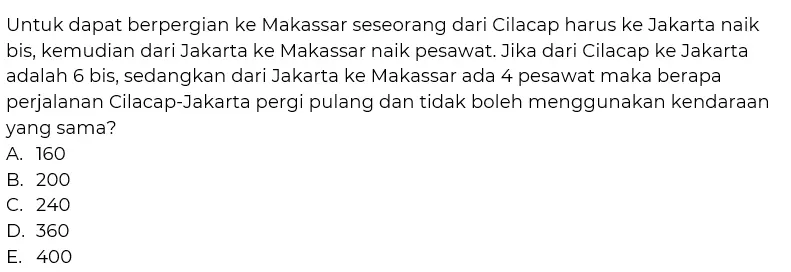 Untuk dapat berpergian ke Makassar seseorang dari Cilacap harus ke Jakarta naik
bis, kemudian dari Jakarta ke Makassar naik pesawat. Jika dari Cilacap ke Jakarta
adalah 6 bis, sedangkan dari Jakarta ke Makassar ada 4 pesawat maka berapa
perjalanan Cilacap-Jakarta pergi pulang dan tidak boleh menggunakan kendaraan
yang sama?
A. 160
B. 200
C. 240
D. 360
E. 400